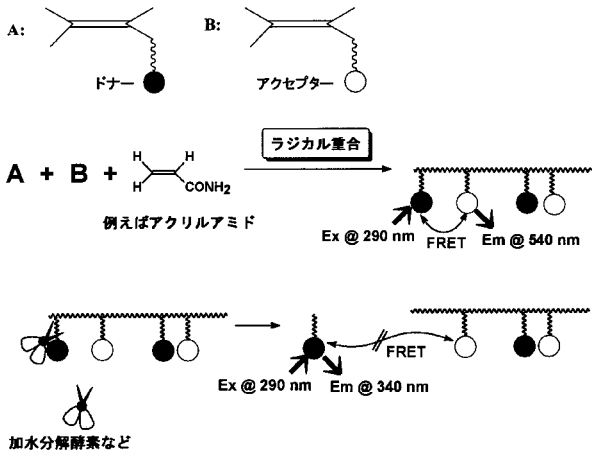 A:
ドナー
B:
アクセプター
A + B +
H
H
H
CONH2
例えばアクリルアミド
ラジカル重合
Ex @ 290 nm
FRET
Em @ 540 nm
Ex @ 290 nm
Em @ 340 nm
FRET
加水分解酵素など